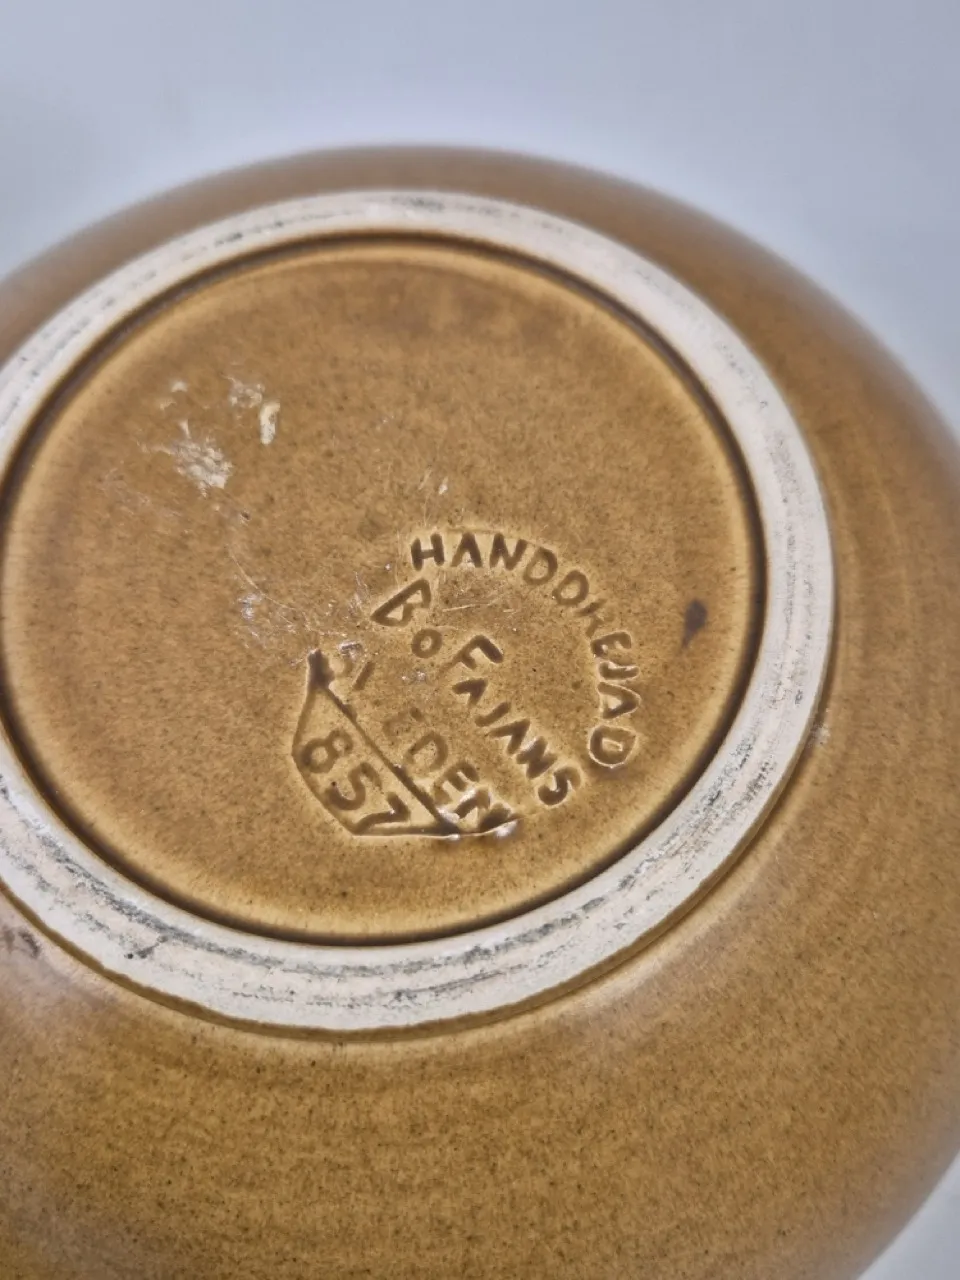 HANDDREJAD
BO FAJANS
SWEDEN
857